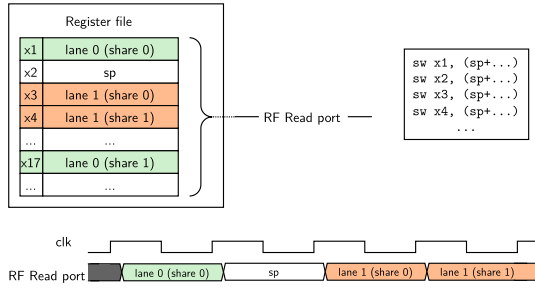 Register file
x1 lane 0 (share 0)
x2 sp
x3 lane 1 (share 0)
x4 lane 1 (share 1)
... ...
x17 lane 0 (share 1)
... ...
RF Read port
sw x1, (sp+...)
sw x2, (sp+...)
sw x3, (sp+...)
sw x4, (sp+...)
...
clk
RF Read port lane 0 (share 0) sp lane 1 (share 0) lane 1 (share 1)